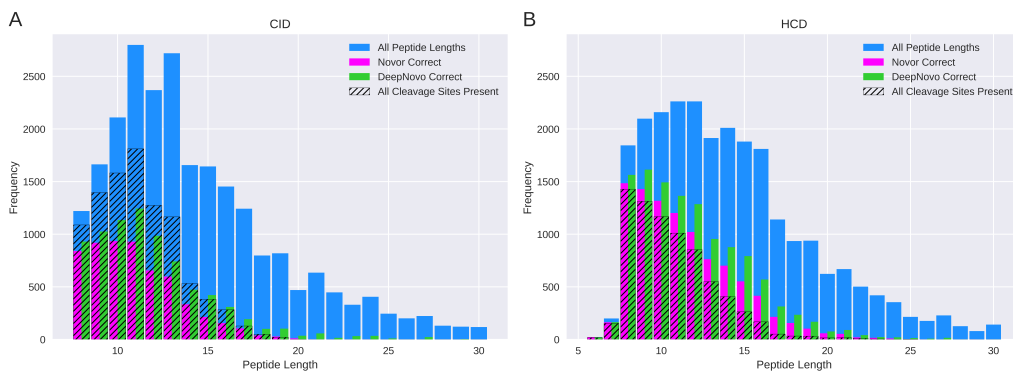 A
CID
2500
2000
1500
1000
500
0
Frequency
10
15
20
25
30
Peptide Length
All Peptide Lengths
Novor Correct
DeepNovo Correct
All Cleavage Sites Present
B
HCD
2500
2000
1500
1000
500
0
Frequency
5
10
15
20
25
30
Peptide Length
All Peptide Lengths
Novor Correct
DeepNovo Correct
All Cleavage Sites Present